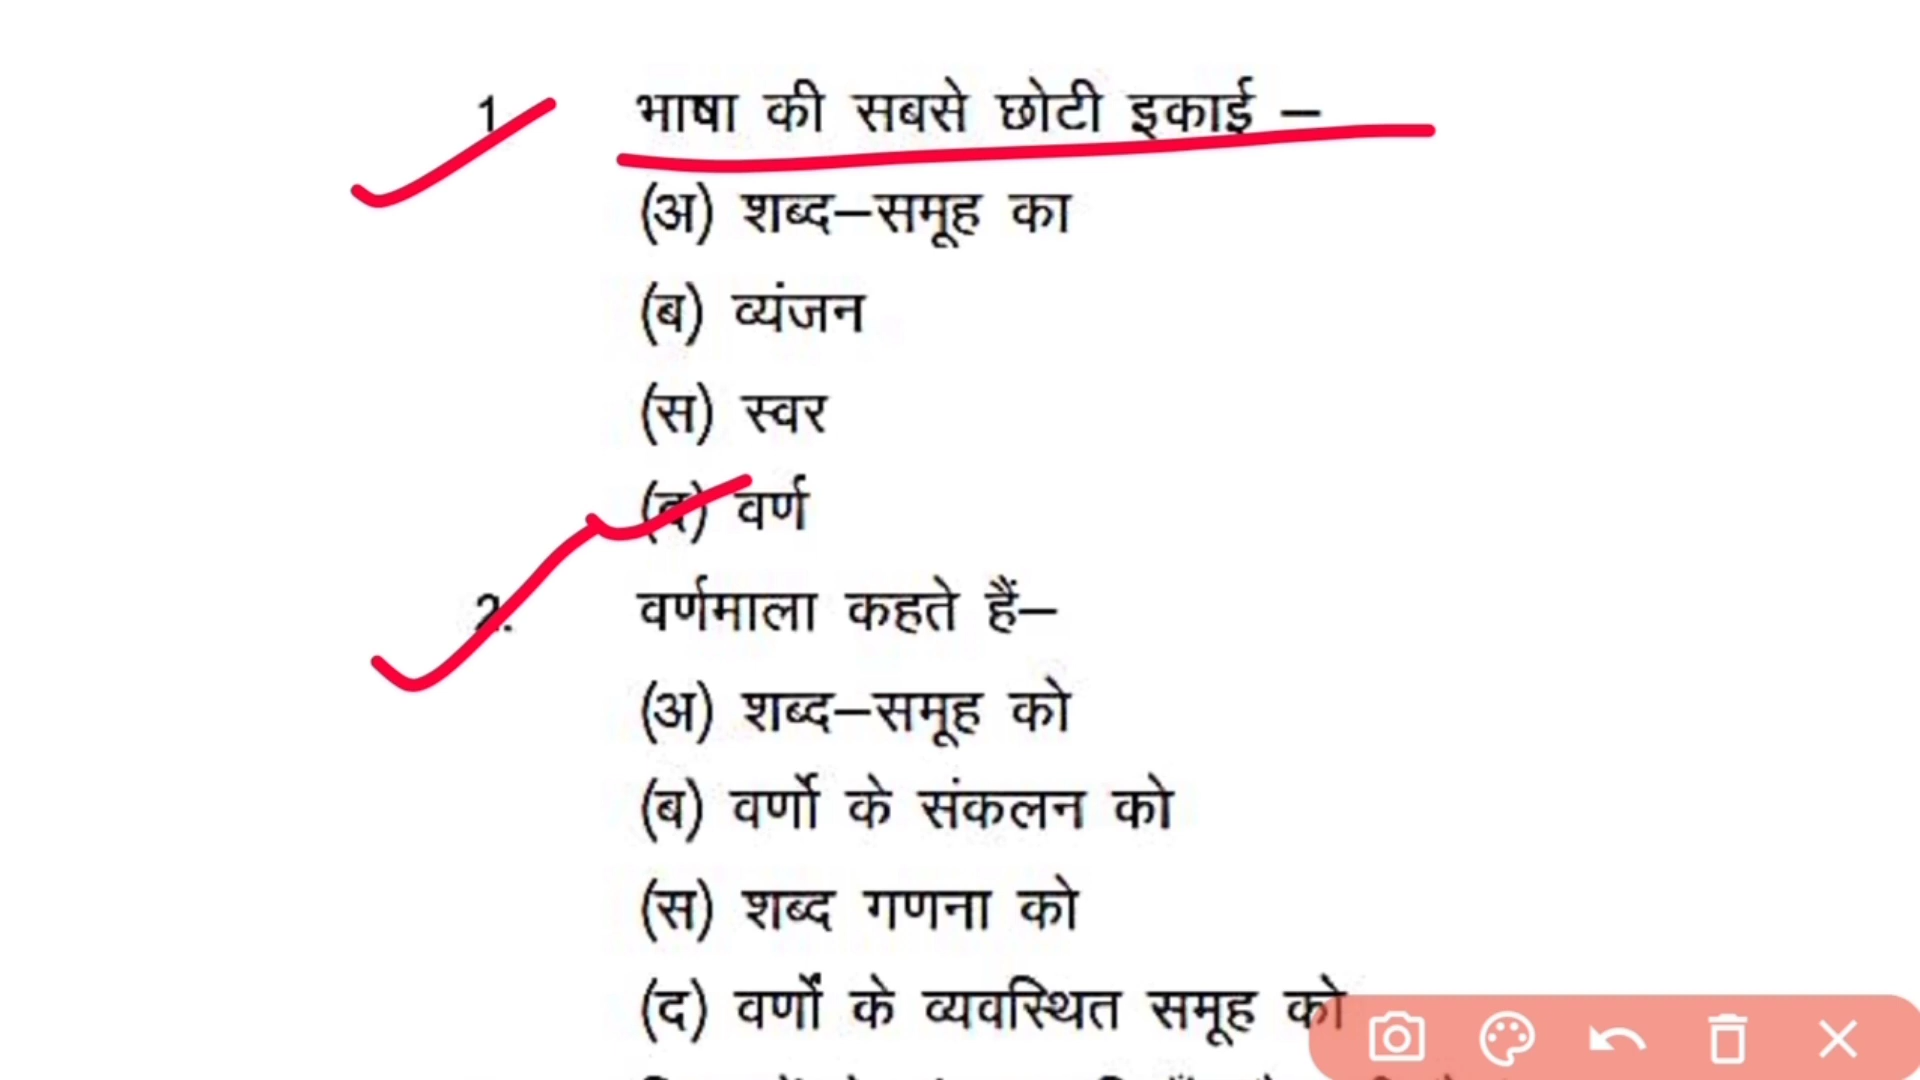 1 भाषा की सबसे छोटी इकाई –
(अ) शब्द–समूह का
(ब) व्यंजन
(स) स्वर
(द) वर्ण
2. वर्णमाला कहते हैं–
(अ) शब्द–समूह को
(ब) वर्णो के संकलन को
(स) शब्द गणना को
(द) वर्णों के व्यवस्थित समूह को